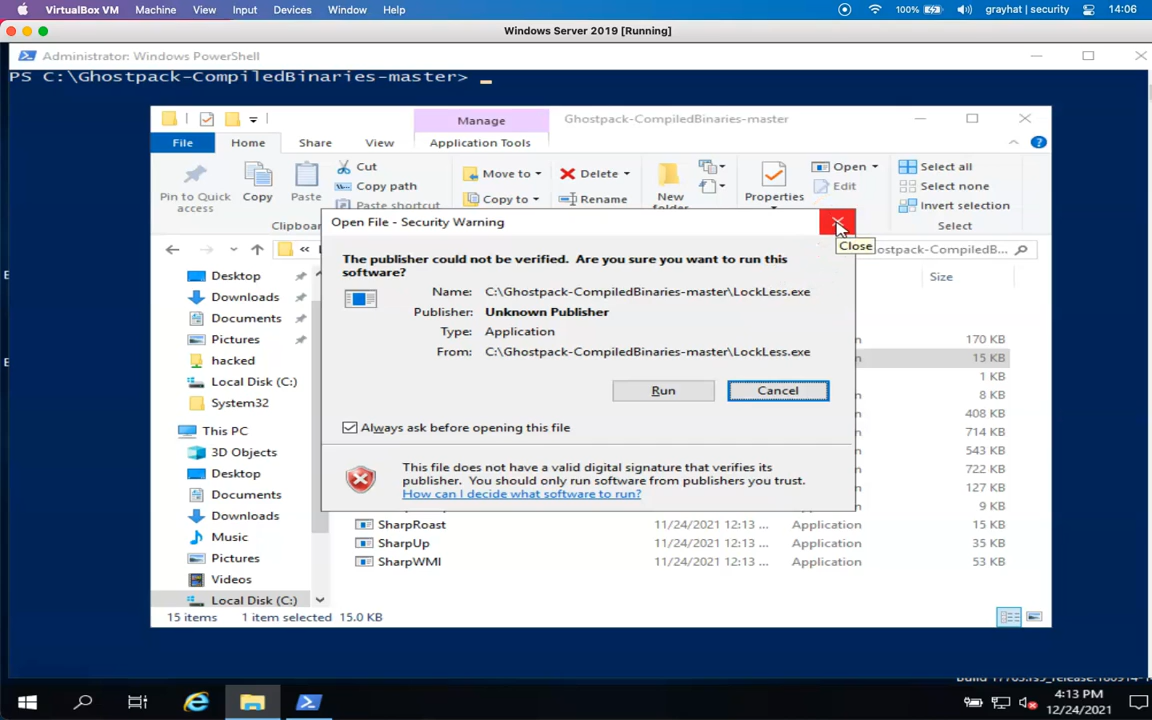 VirtualBox VM Machine View Input Devices Window Help 100% grayhat | security 14:06
Windows Server 2019 [Running]
Administrator: Windows PowerShell
PS C:\Ghostpack-CompiledBinaries-master> _
Manage Ghostpack-CompiledBinaries-master
File Home Share View Application Tools
Pin to Quick access
Copy
Paste
Cut
Copy path
Paste shortcut
Move to
Copy to
Delete
Rename
New folder
Properties
Open
Edit
Select all
Select none
Invert selection
Clipboar
Select
« ostpack-CompiledB...
Open File - Security Warning
Close
The publisher could not be verified. Are you sure you want to run this
software?
Name: C:\Ghostpack-CompiledBinaries-master\LockLess.exe
Publisher: Unknown Publisher
Type: Application
From: C:\Ghostpack-CompiledBinaries-master\LockLess.exe
Run Cancel
Always ask before opening this file
This file does not have a valid digital signature that verifies its
publisher. You should only run software from publishers you trust.
How can I decide what software to run?
Desktop
Downloads
Documents
Pictures
hacked
Local Disk (C:)
System32
This PC
3D Objects
Desktop
Documents
Downloads
Music
Pictures
Videos
Local Disk (C:)
Size
170 KB
15 KB
1 KB
8 KB
408 KB
714 KB
543 KB
722 KB
127 KB
9 KB
SharpRoast 11/24/2021 12:13 ... Application 15 KB
SharpUp 11/24/2021 12:13 ... Application 35 KB
SharpWMI 11/24/2021 12:13 ... Application 53 KB
15 items 1 item selected 15.0 KB
4:13 PM
12/24/2021